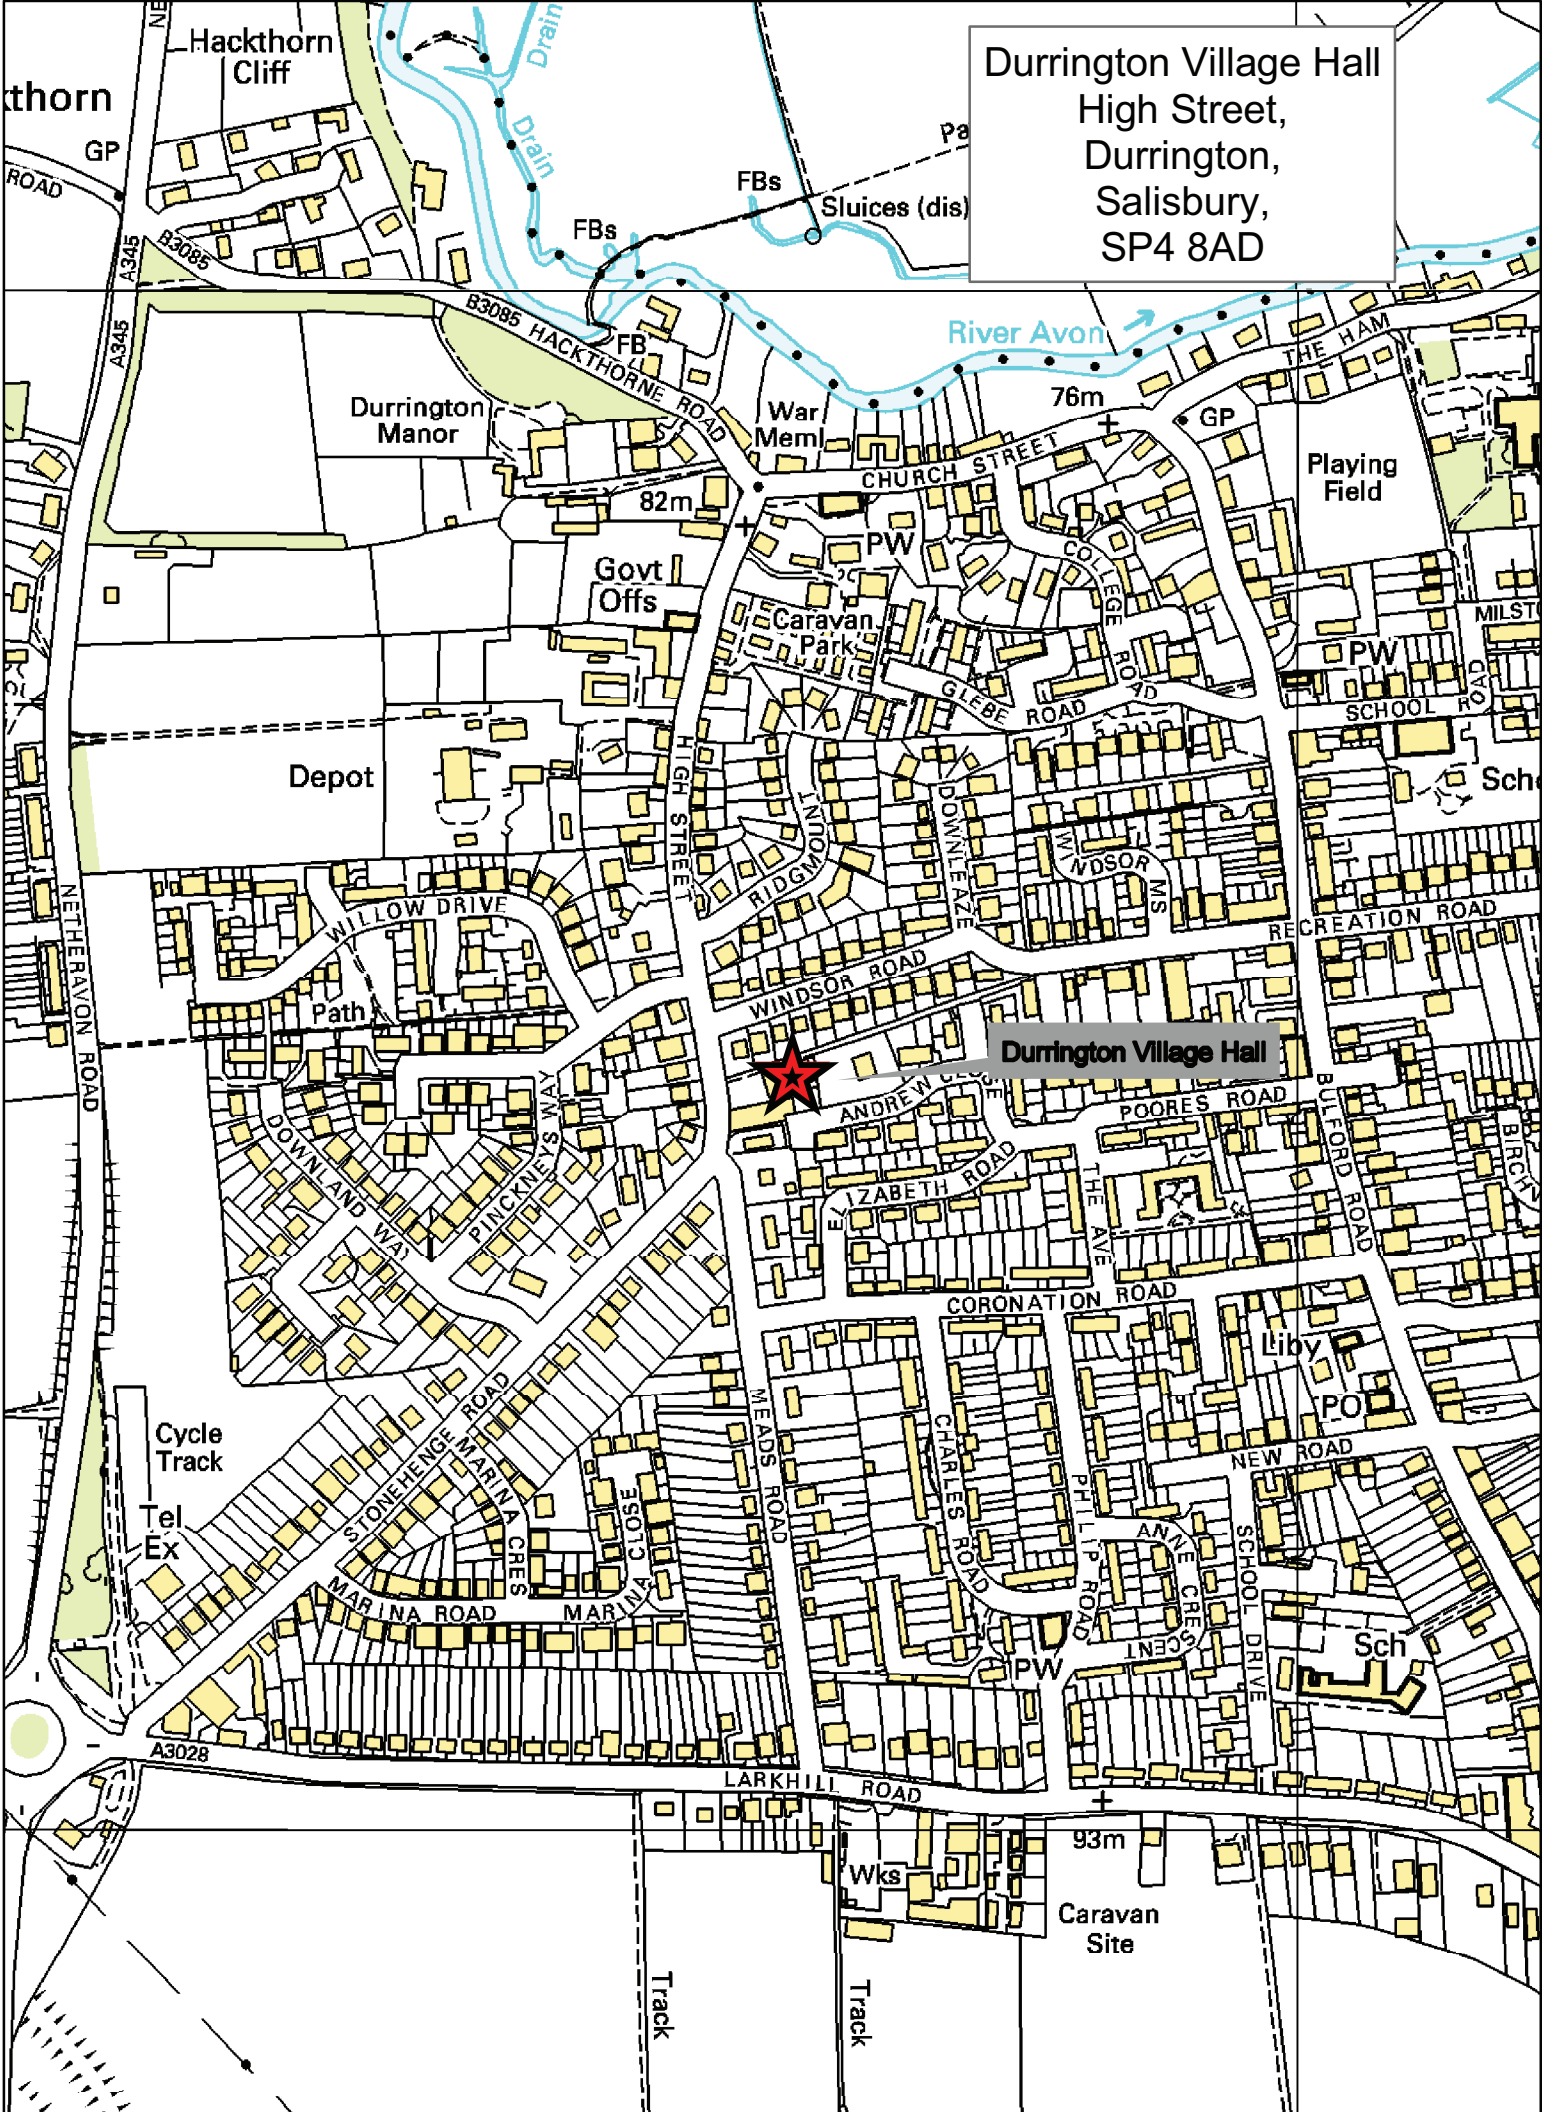 NE
Hackthorn
Cliff
Drain
Durrington Village Hall
High Street,
Durrington,
Salisbury,
SP4 8AD
GP
ROAD
Drain
FBs
Sluices (dis)
FBs
A345
B3085
A345
B3085
HACKTHORNE ROAD
FB
River Avon
THE HAM
76m
GP
Durrington
Manor
War
Meml
CHURCH STREET
Playing
Field
82m
PW
COLLEGE ROAD
Govt
Offs
Caravan
Park
PW
GLEBE ROAD
SCHOOL ROAD
HIGH STREET
Depot
RIDGMOUNT
DOWNLEAZE
WINDSOR MS
NETHERAVON ROAD
WILLOW DRIVE
RECREATION ROAD
WINDSOR ROAD
Path
Durrington Village Hall
ANDREW CLOSE
POORES ROAD
BULFORD ROAD
DOWNLAND WAY
PINCKNEYS WAY
ELIZABETH ROAD
THE AVE
CORONATION ROAD
Liby
PO
Cycle
Track
STONEHENGE ROAD
MARINA CRES
MEADS ROAD
CHARLES ROAD
PHILIP ROAD
NEW ROAD
Tel
Ex
MARINA CLOSE
ANNE CRESCENT
SCHOOL DRIVE
MARINA ROAD
MARINA
Sch
PW
A3028
LARKHILL ROAD
93m
Wks
Caravan
Site
Track
Track